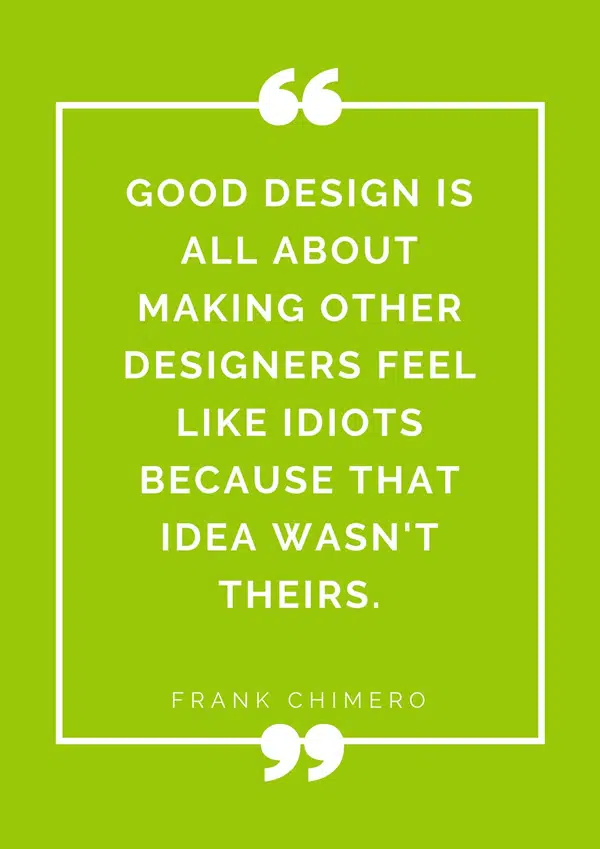 “
GOOD DESIGN IS
ALL ABOUT
MAKING OTHER
DESIGNERS FEEL
LIKE IDIOTS
BECAUSE THAT
IDEA WASN'T
THEIRS.
FRANK CHIMERO
”